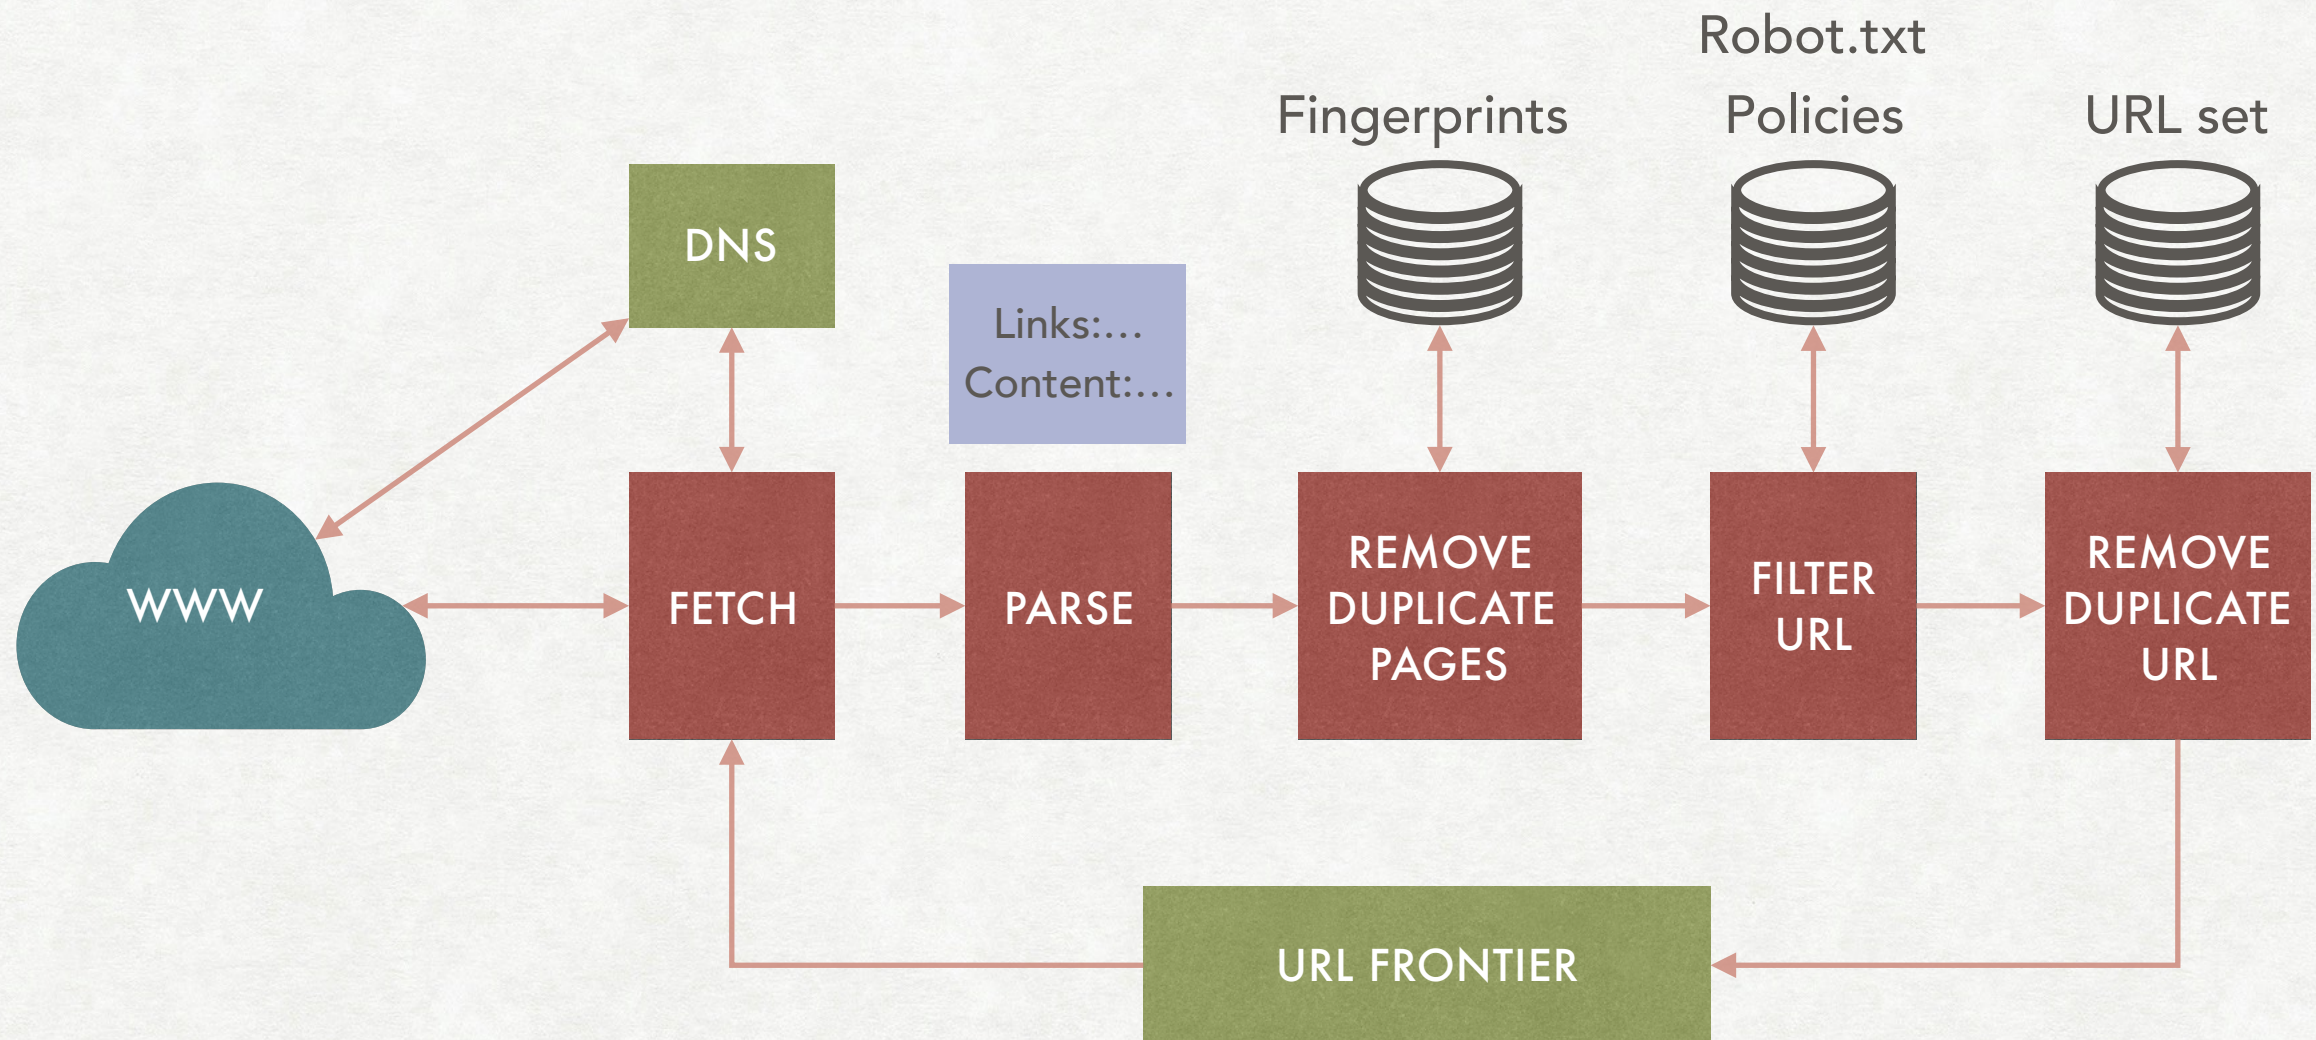 Robot.txt
Fingerprints
Policies
URL set
DNS
Links:...
Content:...
WWW
FETCH
PARSE
REMOVE
DUPLICATE
PAGES
FILTER
URL
REMOVE
DUPLICATE
URL
URL FRONTIER